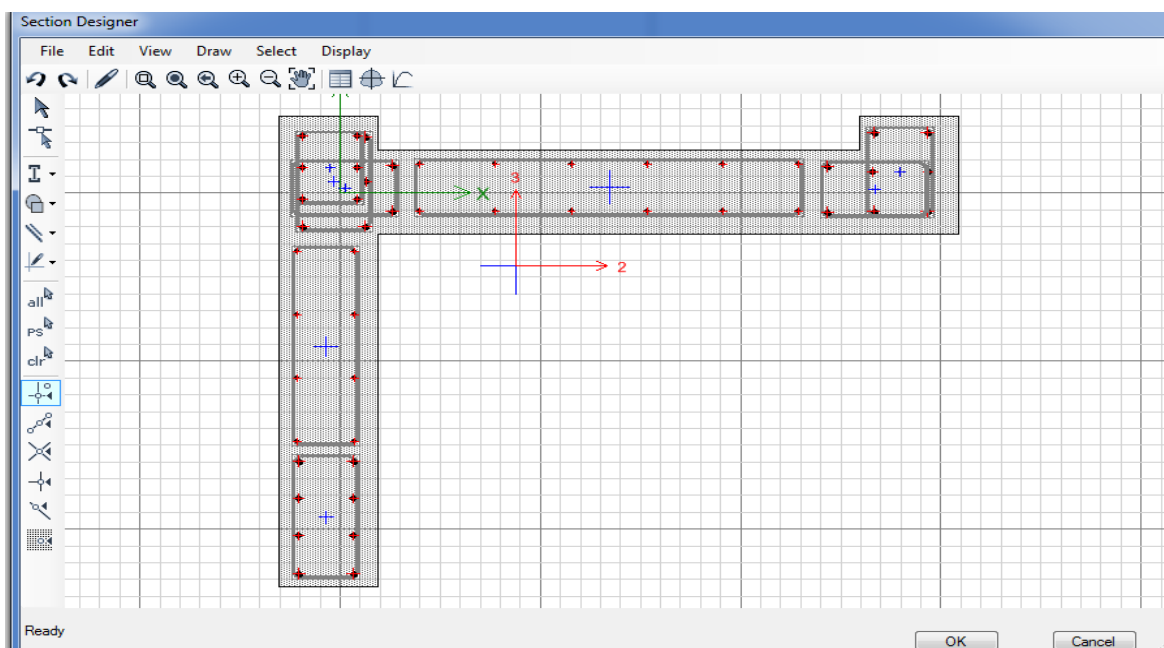 Section Designer
File Edit View Draw Select Display
X
3
2
all
PS
clr
Ready
OK Cancel